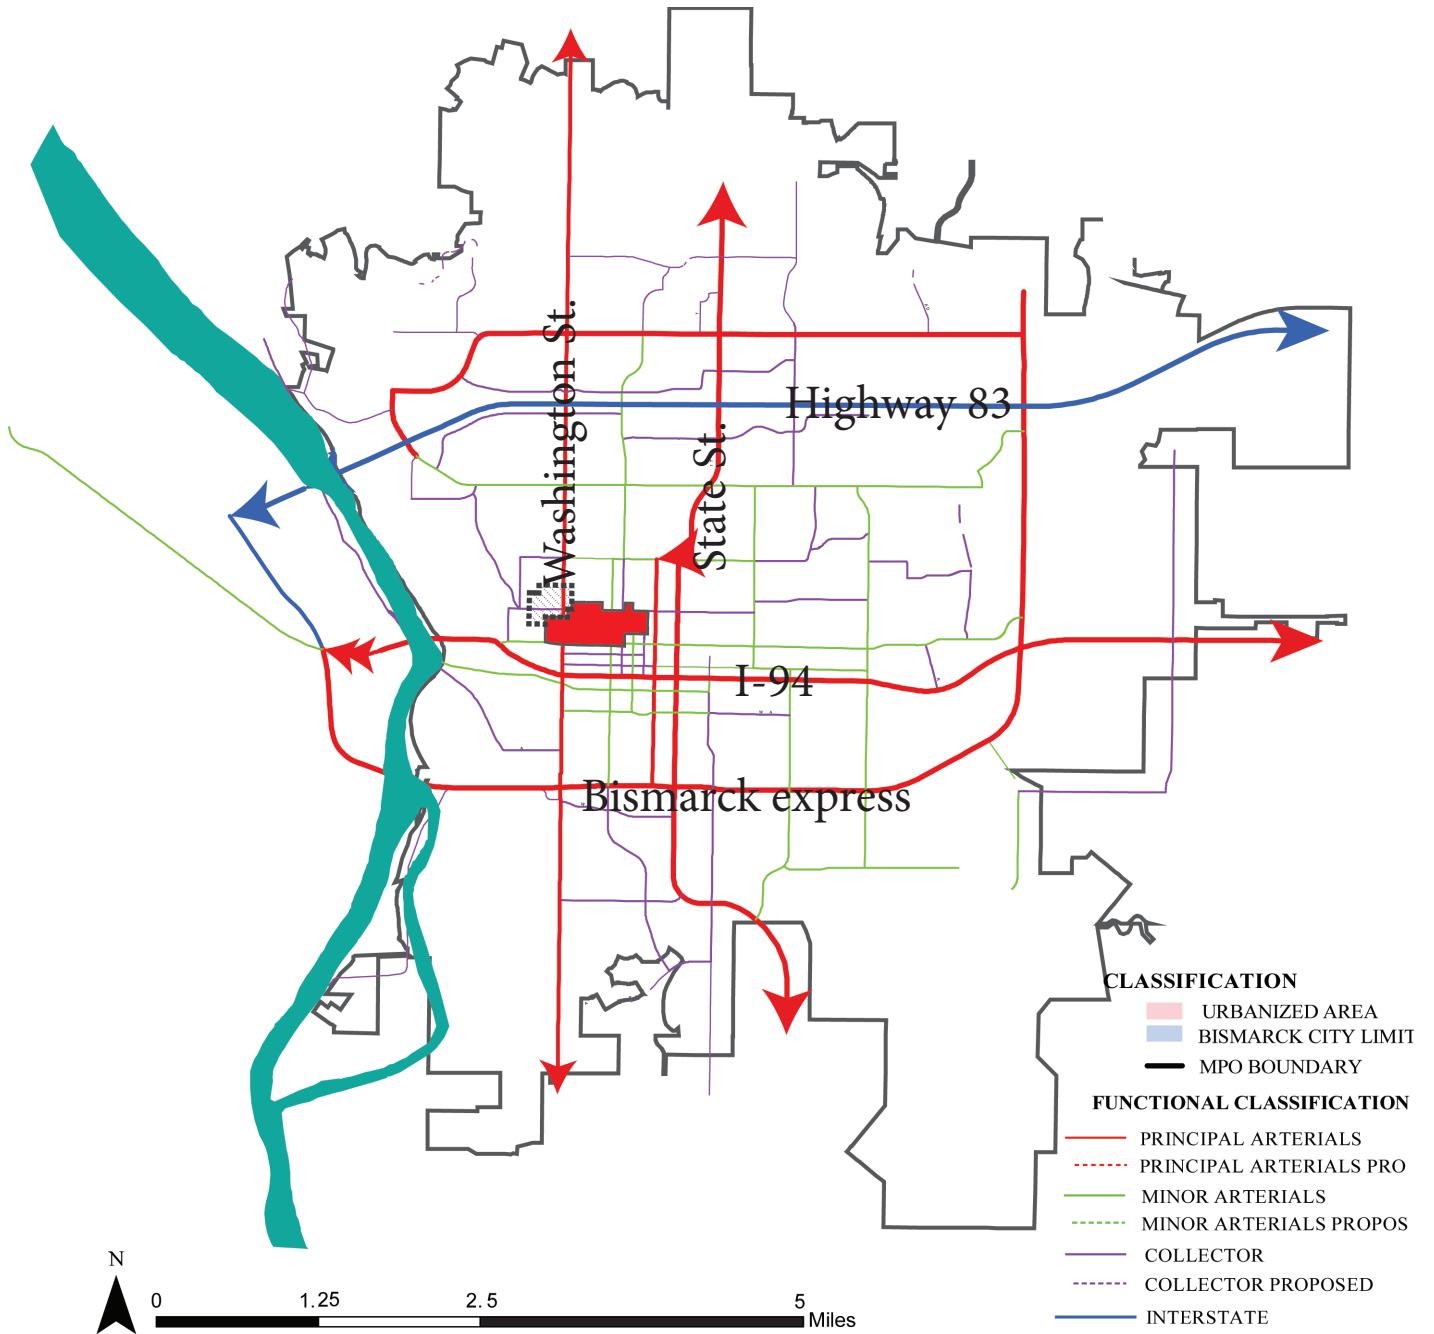 Washington St.
Highway 83
State St.
I-94
Bismarck express
CLASSIFICATION
URBANIZED AREA
BISMARCK CITY LIMIT
MPO BOUNDARY
FUNCTIONAL CLASSIFICATION
PRINCIPAL ARTERIALS
PRINCIPAL ARTERIALS PRO
MINOR ARTERIALS
MINOR ARTERIALS PROPOS
COLLECTOR
COLLECTOR PROPOSED
INTERSTATE
N
0 1.25 2.5 5
Miles